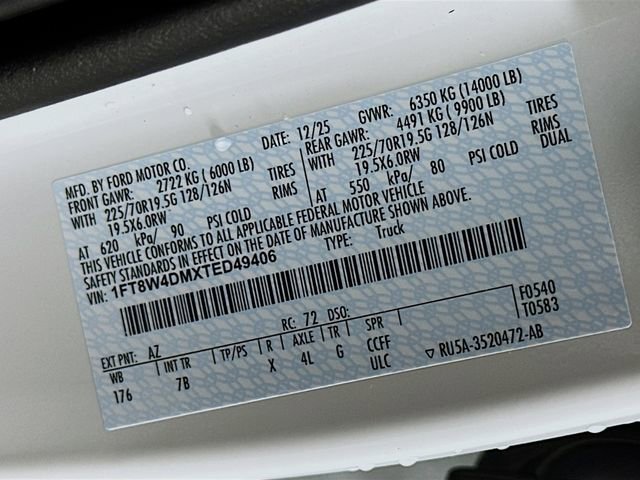 MFD. BY FORD MOTOR CO.
DATE: 12/25
GVWR: 6350 KG (14000 LB)
FRONT GAWR: 2722 KG ( 6000 LB)
REAR GAWR: 4491 KG ( 9900 LB)
WITH 225/70R19.5G 128/126N TIRES
WITH 225/70R19.5G 128/126N TIRES
19.5X6.0RW RIMS
19.5X6.0RW RIMS
AT 620 kPa/ 90 PSI COLD
AT 550 kPa/ 80 PSI COLD DUAL
THIS VEHICLE CONFORMS TO ALL APPLICABLE FEDERAL MOTOR VEHICLE
SAFETY STANDARDS IN EFFECT ON THE DATE OF MANUFACTURE SHOWN ABOVE.
VIN: 1FT8W4DMXTED49406
TYPE: Truck
F0540
T0583
EXT PNT: AZ RC: 72 DSO:
WB INT TR TP/PS R AXLE TR SPR
176 7B X 4L G CCFF
ULC
▽ RU5A-3520472-AB